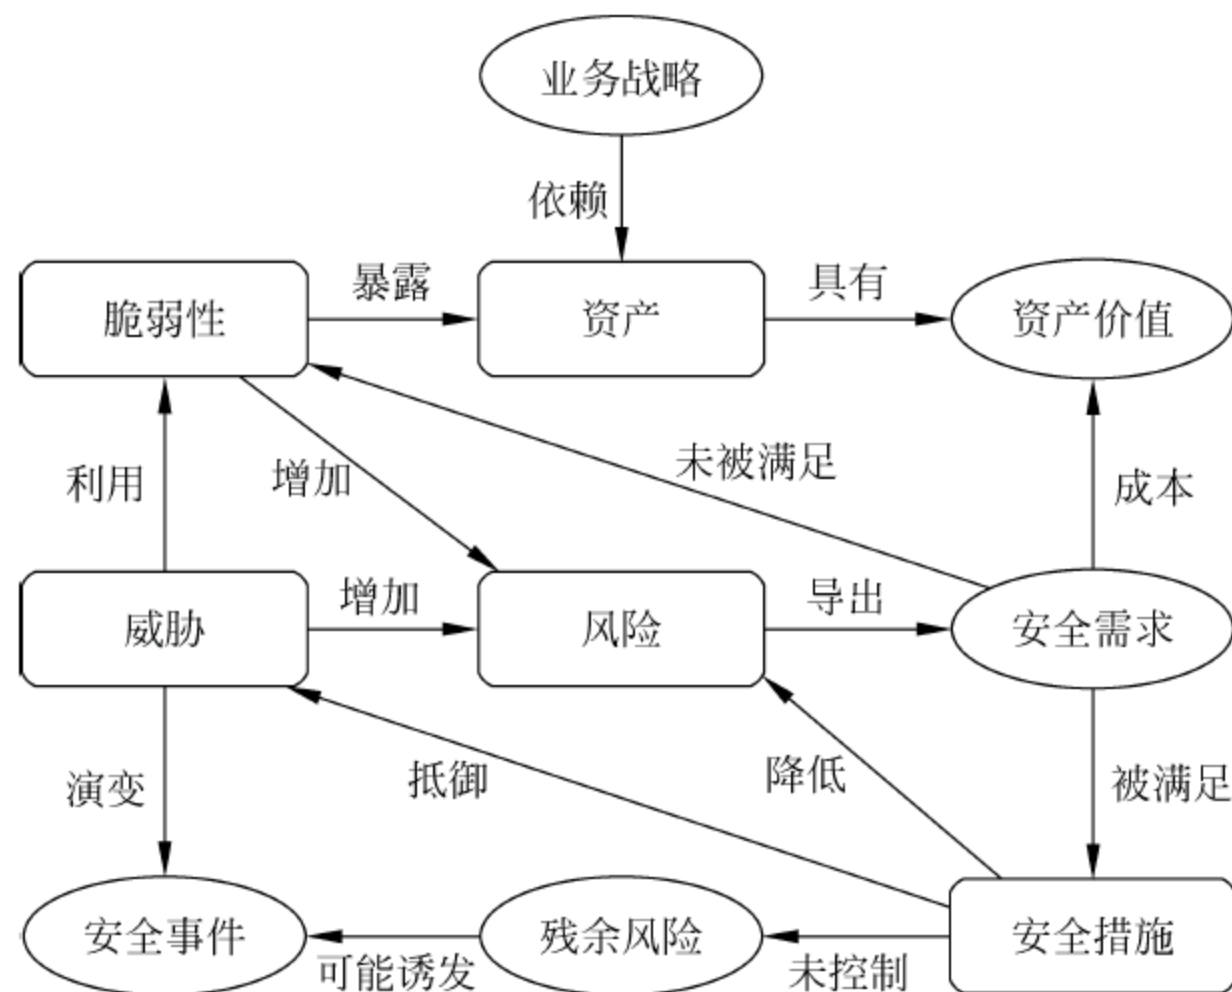 业务战略
依赖
脆弱性
暴露
资产
具有
资产价值
利用
增加
未被满足
成本
威胁
增加
风险
导出
安全需求
演变
抵御
降低
被满足
安全事件
可能诱发
残余风险
未控制
安全措施